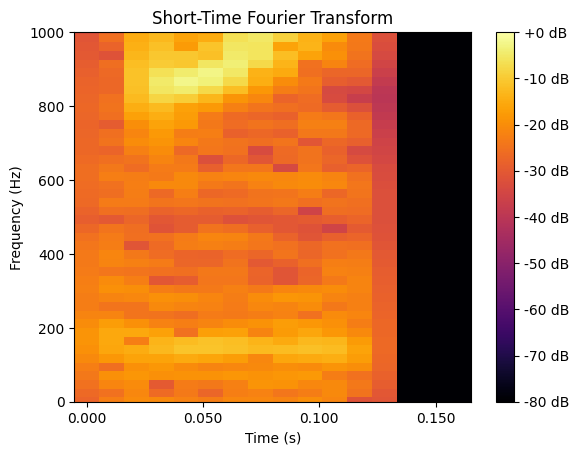 Short-Time Fourier Transform
1000
800
600
400
200
0
Frequency (Hz)
0.000
0.050
0.100
0.150
Time (s)
+0 dB
-10 dB
-20 dB
-30 dB
-40 dB
-50 dB
-60 dB
-70 dB
-80 dB